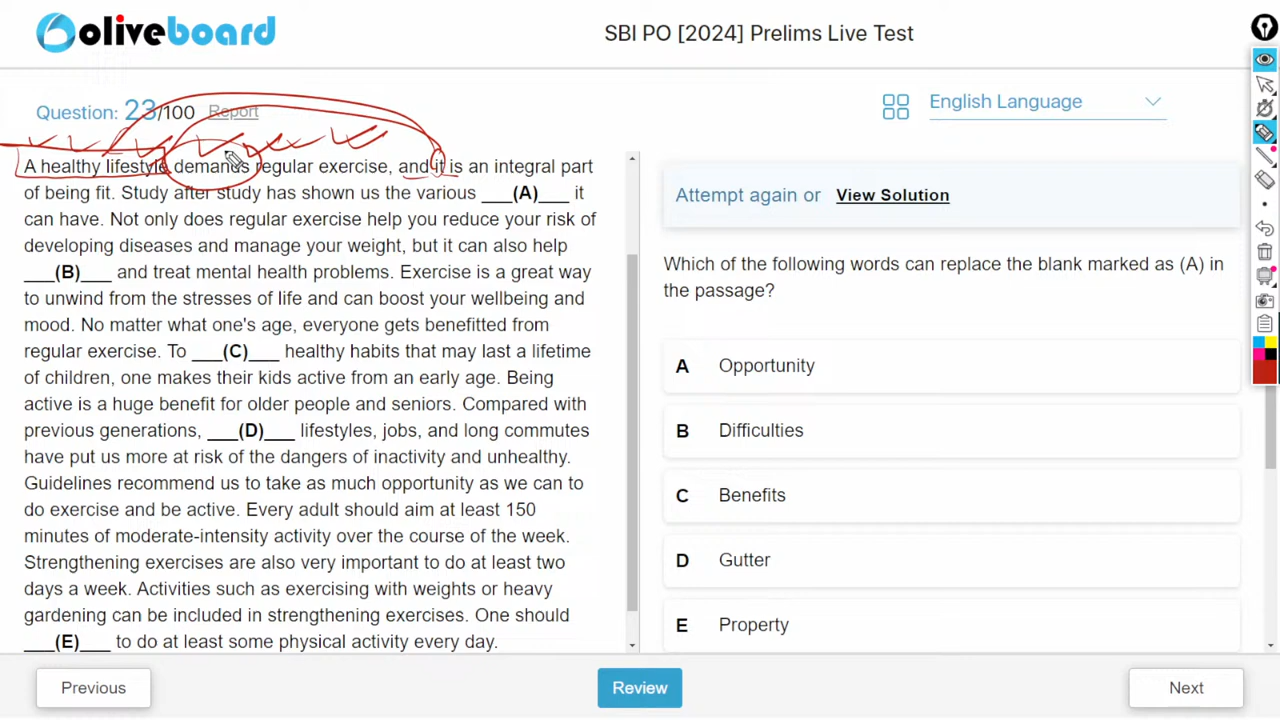 oliveboard
SBI PO [2024] Prelims Live Test
Question: 23/100 Report
English Language
A healthy lifestyle demands regular exercise, and it is an integral part
of being fit. Study after study has shown us the various ___(A)___ it
can have. Not only does regular exercise help you reduce your risk of
developing diseases and manage your weight, but it can also help
___(B)___ and treat mental health problems. Exercise is a great way
to unwind from the stresses of life and can boost your wellbeing and
mood. No matter what one's age, everyone gets benefitted from
regular exercise. To ___(C)___ healthy habits that may last a lifetime
of children, one makes their kids active from an early age. Being
active is a huge benefit for older people and seniors. Compared with
previous generations, ___(D)___ lifestyles, jobs, and long commutes
have put us more at risk of the dangers of inactivity and unhealthy.
Guidelines recommend us to take as much opportunity as we can to
do exercise and be active. Every adult should aim at least 150
minutes of moderate-intensity activity over the course of the week.
Strengthening exercises are also very important to do at least two
days a week. Activities such as exercising with weights or heavy
gardening can be included in strengthening exercises. One should
___(E)___ to do at least some physical activity every day.
Attempt again or View Solution
Which of the following words can replace the blank marked as (A) in
the passage?
A Opportunity
B Difficulties
C Benefits
D Gutter
E Property
Previous
Review
Next